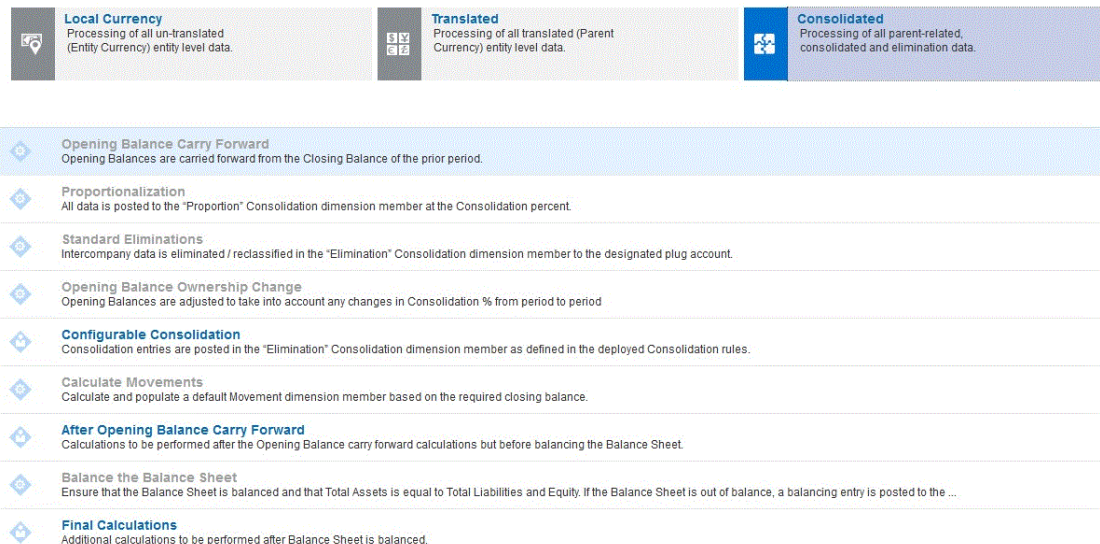 Local Currency
Processing of all un-translated
(Entity Currency) entity level data.
Translated
Processing of all translated (Parent
Currency) entity level data.
Consolidated
Processing of all parent-related,
consolidated and elimination data.
Opening Balance Carry Forward
Opening Balances are carried forward from the Closing Balance of the prior period.
Proportionalization
All data is posted to the “Proportion” Consolidation dimension member at the Consolidation percent.
Standard Eliminations
Intercompany data is eliminated / reclassified in the “Elimination” Consolidation dimension member to the designated plug account.
Opening Balance Ownership Change
Opening Balances are adjusted to take into account any changes in Consolidation % from period to period
Configurable Consolidation
Consolidation entries are posted in the “Elimination” Consolidation dimension member as defined in the deployed Consolidation rules.
Calculate Movements
Calculate and populate a default Movement dimension member based on the required closing balance.
After Opening Balance Carry Forward
Calculations to be performed after the Opening Balance carry forward calculations but before balancing the Balance Sheet.
Balance the Balance Sheet
Ensure that the Balance Sheet is balanced and that Total Assets is equal to Total Liabilities and Equity. If the Balance Sheet is out of balance, a balancing entry is posted to the ...
Final Calculations
Additional calculations to be performed after Balance Sheet is balanced.